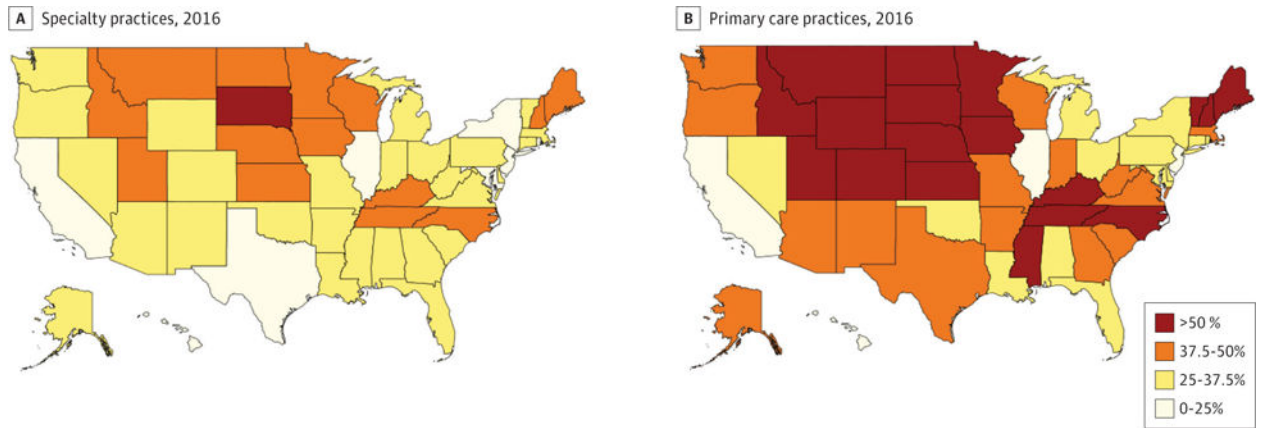 A Specialty practices, 2016
B Primary care practices, 2016
>50 %
37.5-50%
25-37.5%
0-25%